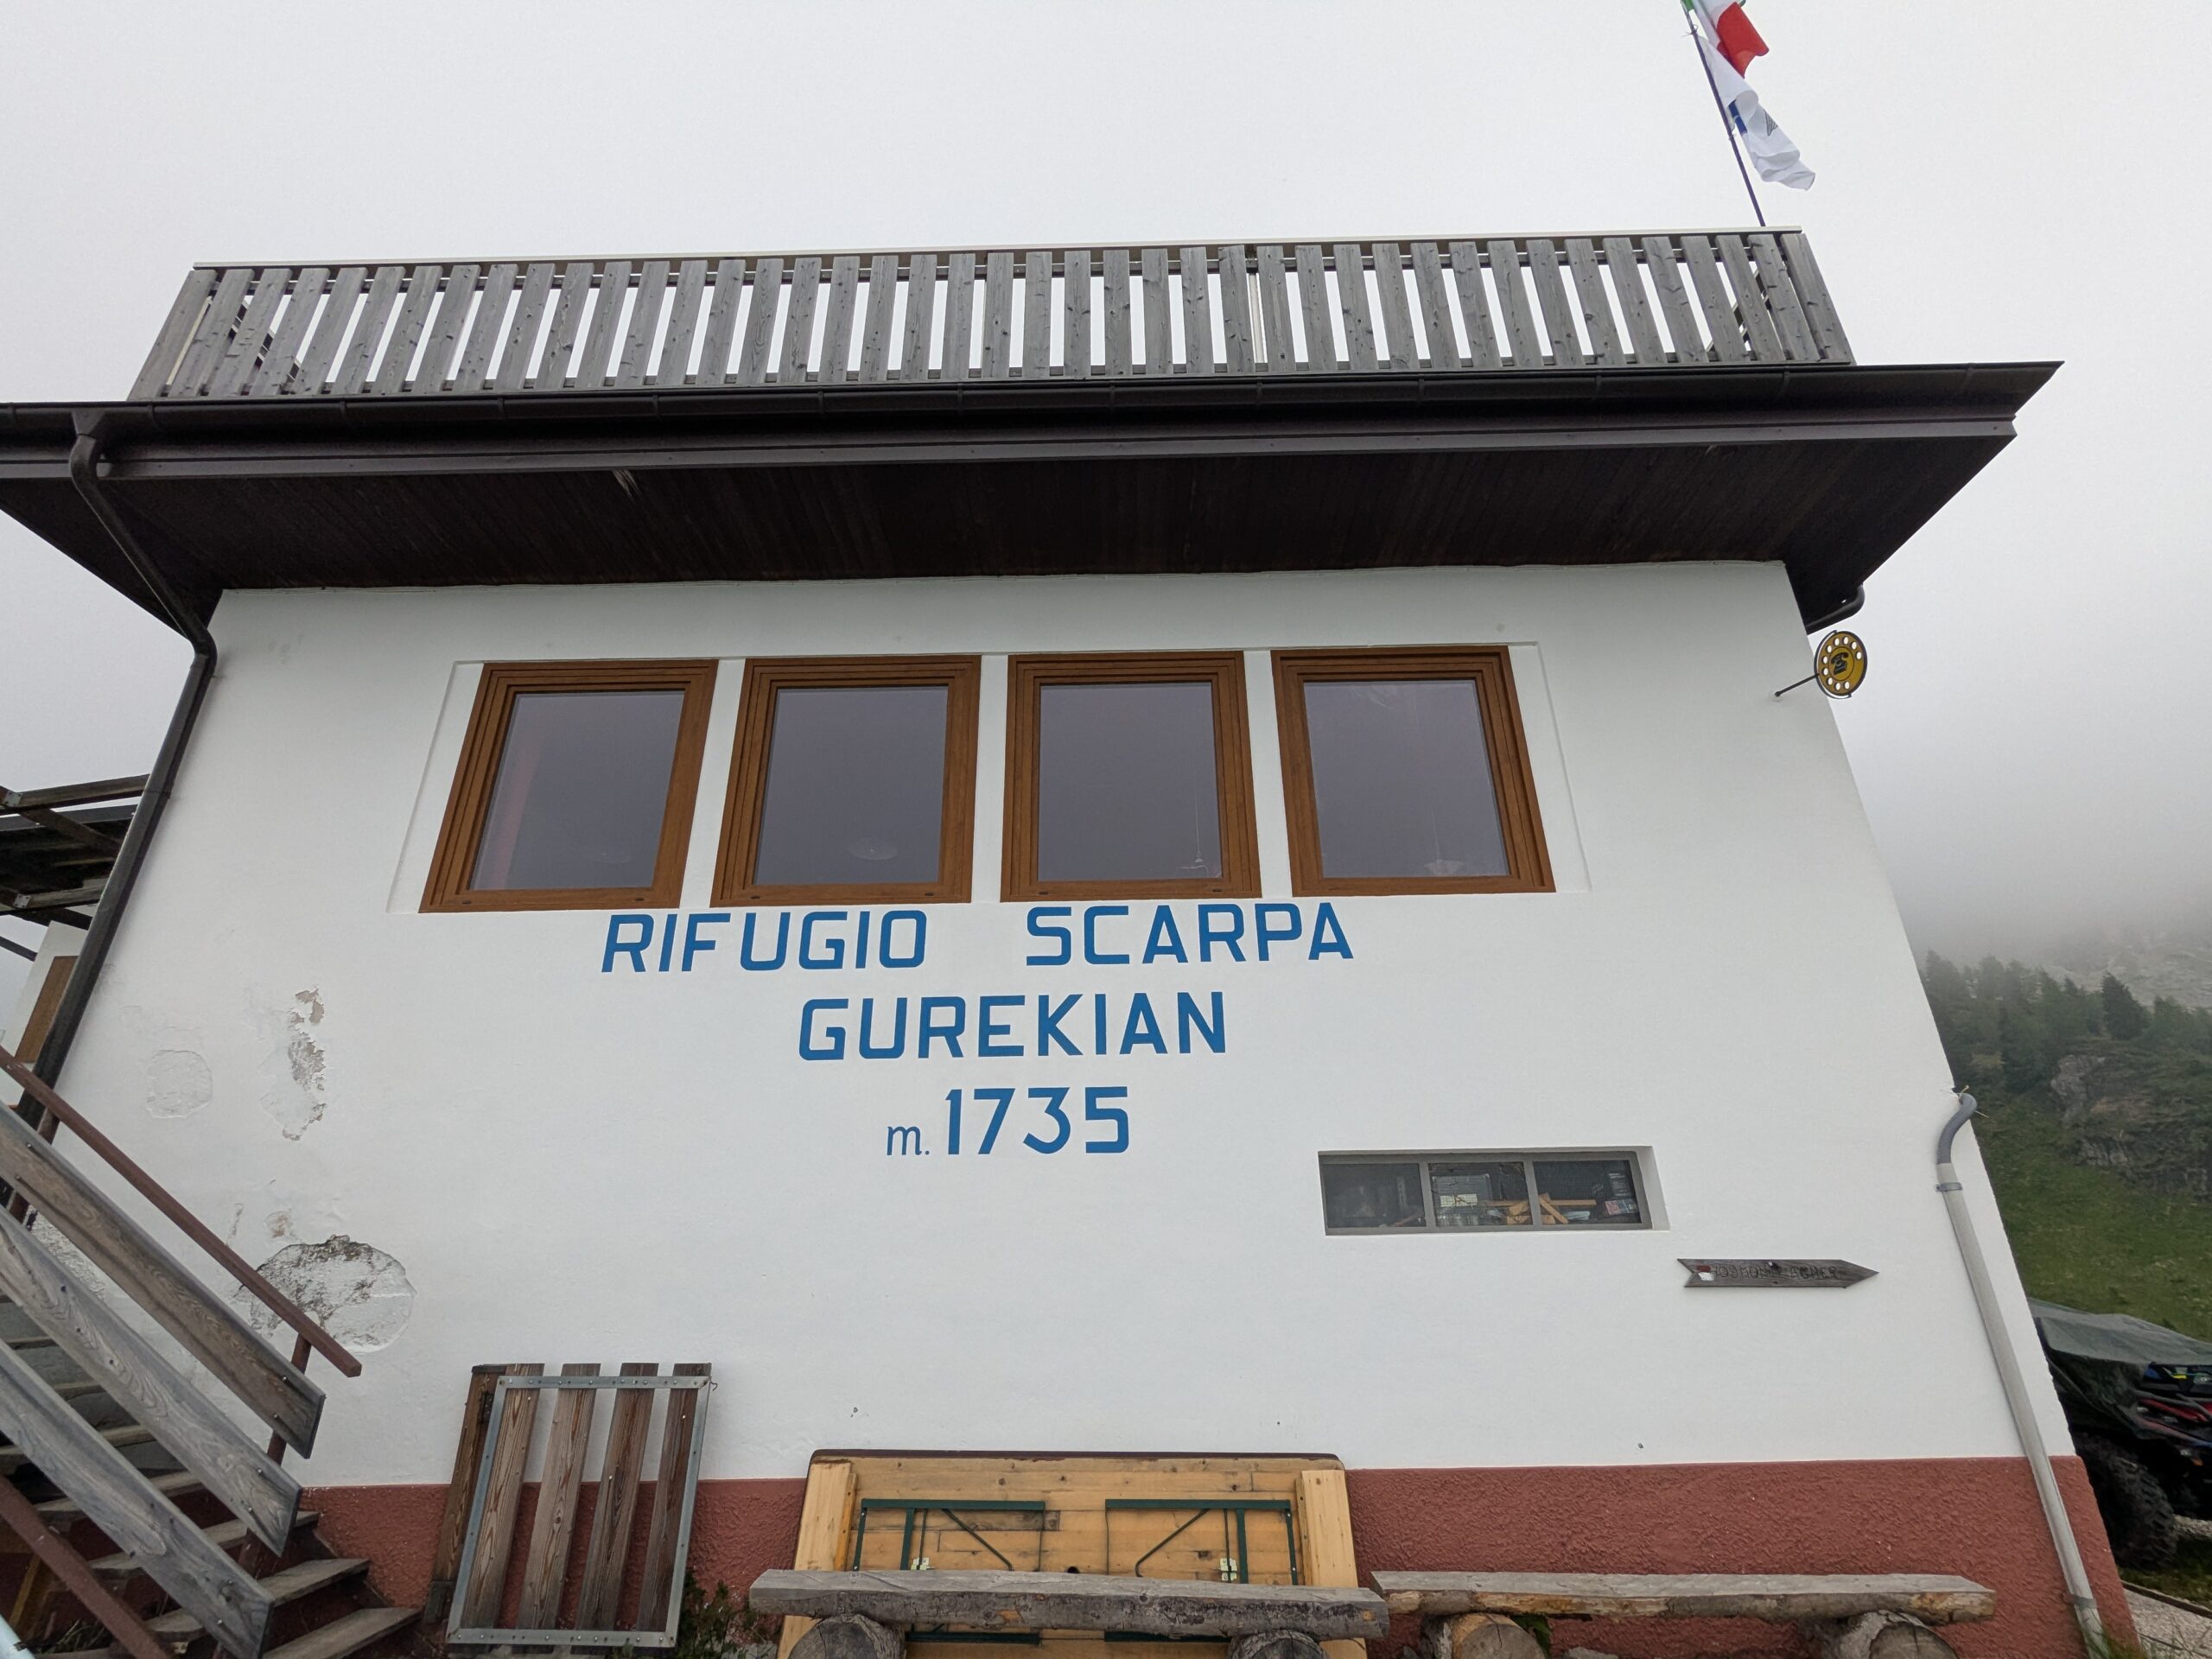 RIFUGIO SCARPA
GUREKIAN
m. 1735